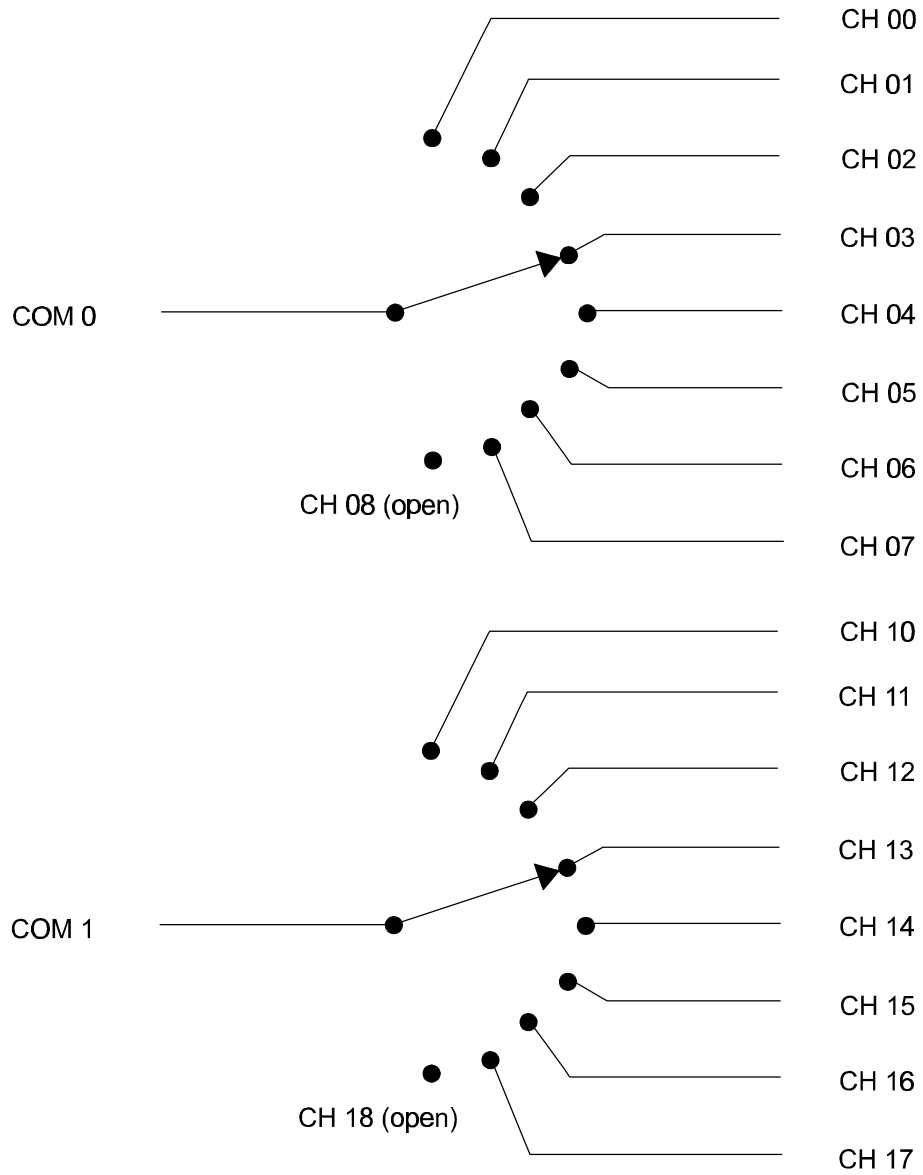 CH 00
CH 01
CH 02
CH 03
COM 0
CH 04
CH 05
CH 06
CH 08 (open)
CH 07
CH 10
CH 11
CH 12
CH 13
COM 1
CH 14
CH 15
CH 16
CH 18 (open)
CH 17